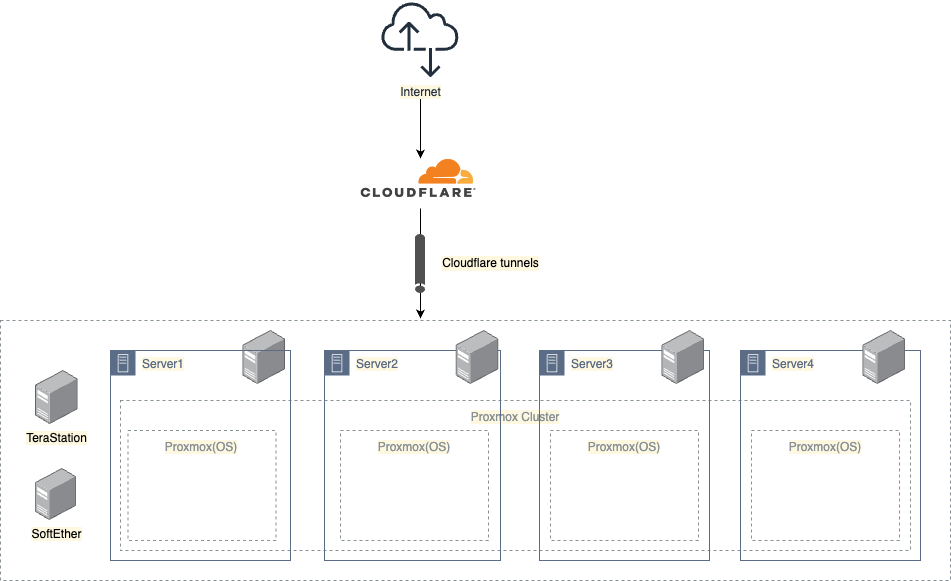 Internet
CLOUDFLARE
Cloudflare tunnels
Server1
Server2
Server3
Server4
TeraStation
Proxmox Cluster
Proxmox(OS)
Proxmox(OS)
Proxmox(OS)
Proxmox(OS)
SoftEther